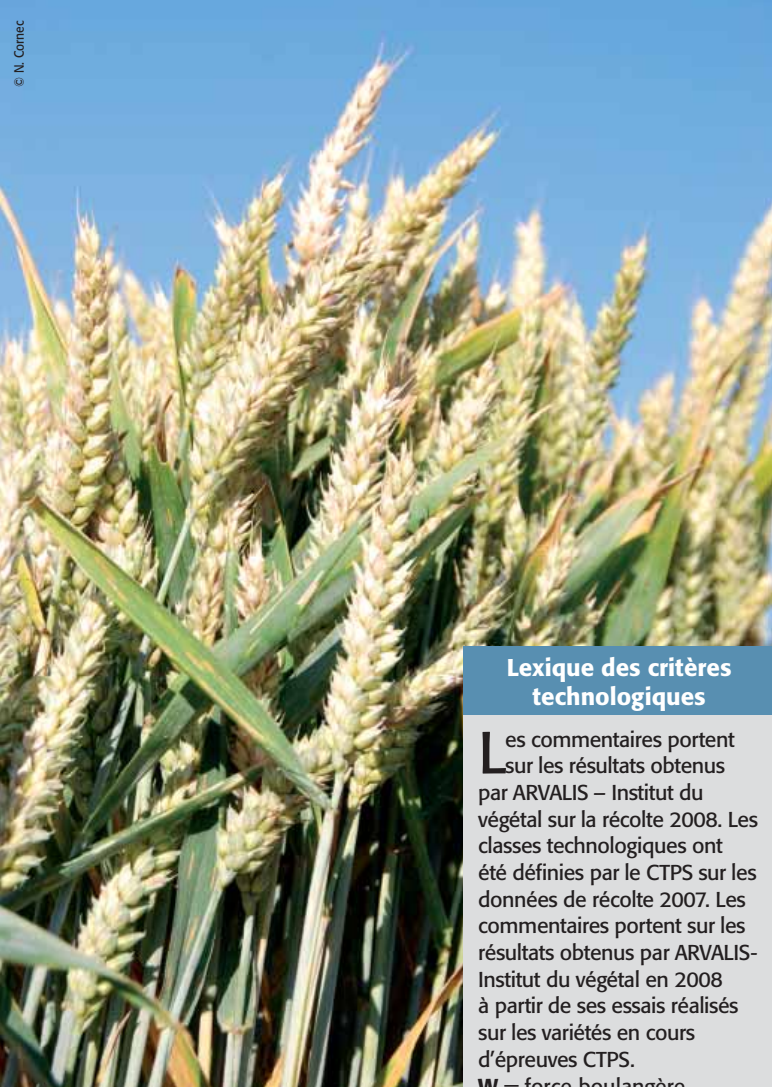 © N. Cornec
Lexique des critères
technologiques
Les commentaires portent
sur les résultats obtenus
par ARVALIS – Institut du
végétal sur la récolte 2008. Les
classes technologiques ont
été définies par le CTPS sur les
données de récolte 2007. Les
commentaires portent sur les
résultats obtenus par ARVALIS-
Institut du végétal en 2008
à partir de ses essais réalisés
sur les variétés en cours
d’épreuves CTPS.
W = force boulangère